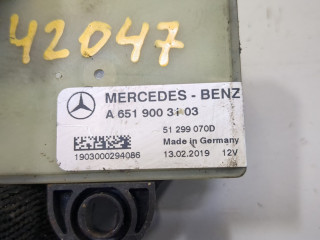 42047
MERCEDES - BENZ
A 651 900 31 03
51 299 070D
Made in Germany
1903000294086
13.02.2019 12V